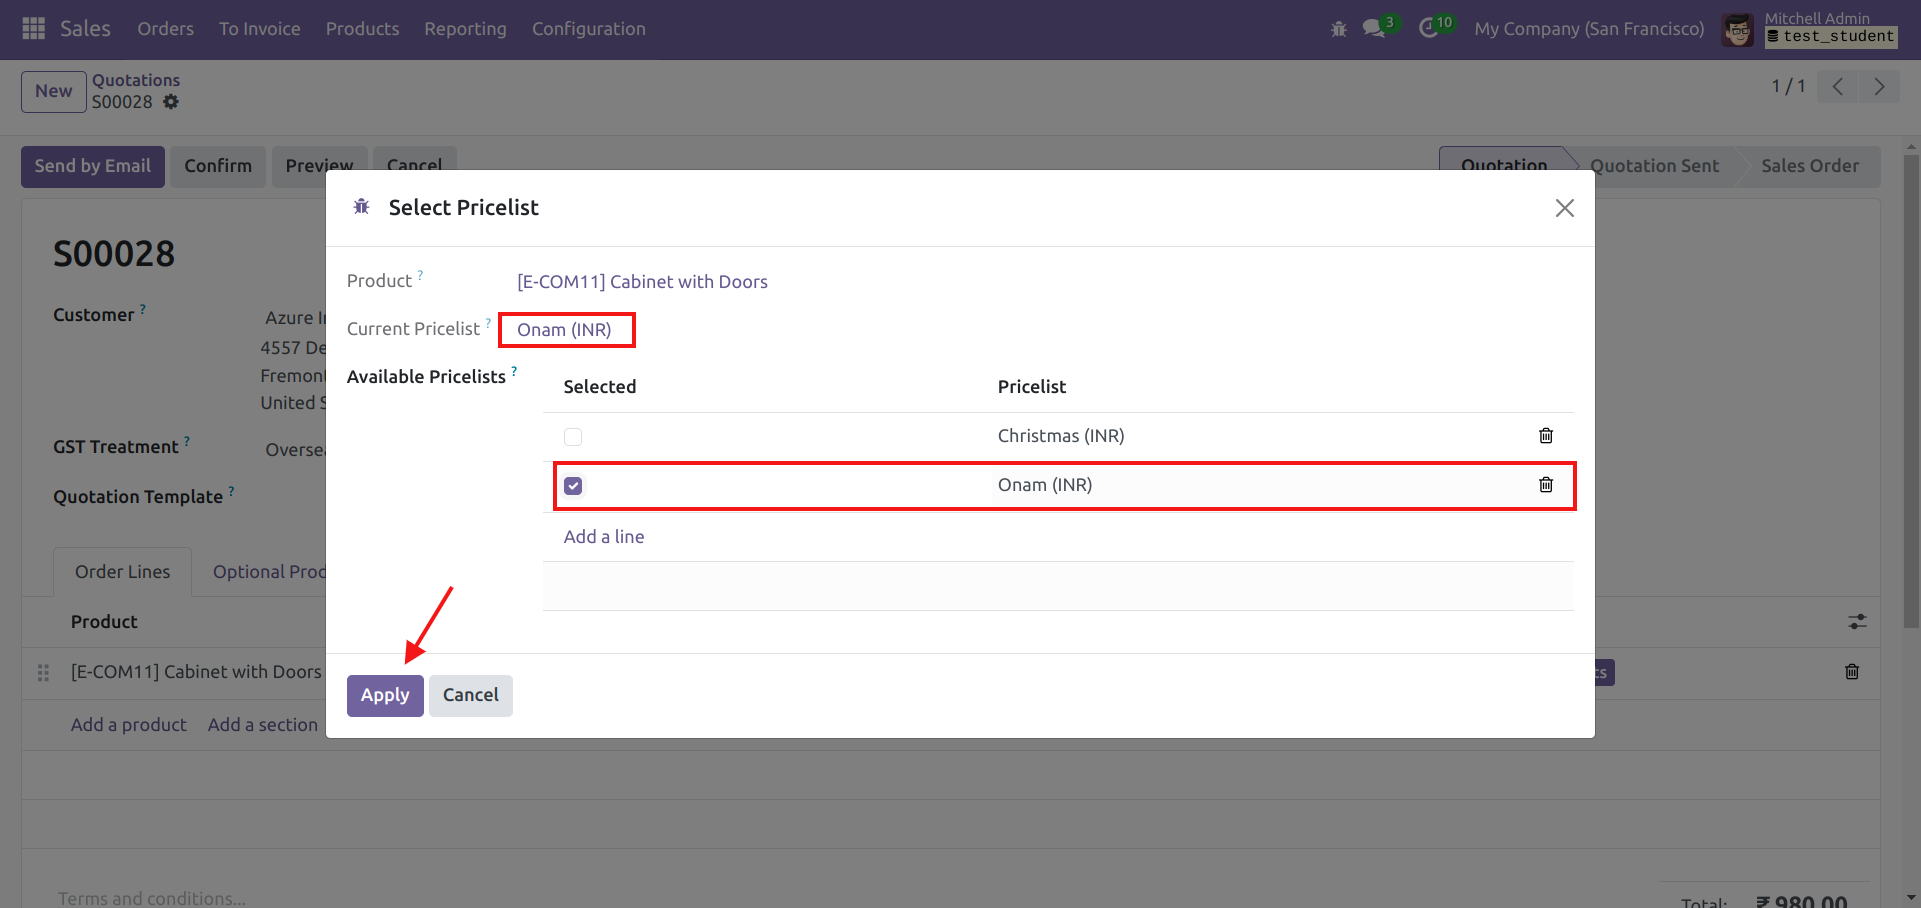 Sales Orders To Invoice Products Reporting Configuration 3 10 My Company (San Francisco) Mitchell Admin
test_student
New Quotations
S00028 1 / 1
Send by Email Confirm Preview Cancel Quotation Quotation Sent Sales Order
Select Pricelist
S00028
Product ? [E-COM11] Cabinet with Doors
Customer ? Azure
Current Pricelist ? Onam (INR)
4557
Available Pricelists ? Selected Pricelist
Fremont
United
Christmas (INR)
GST Treatment ? Oversea
Onam (INR)
Quotation Template ?
Add a line
Order Lines Optional Prod
Product
[E-COM11] Cabinet with Doors
Apply Cancel
Add a product Add a section
Terms and conditions...
Total: ₹ 980.00